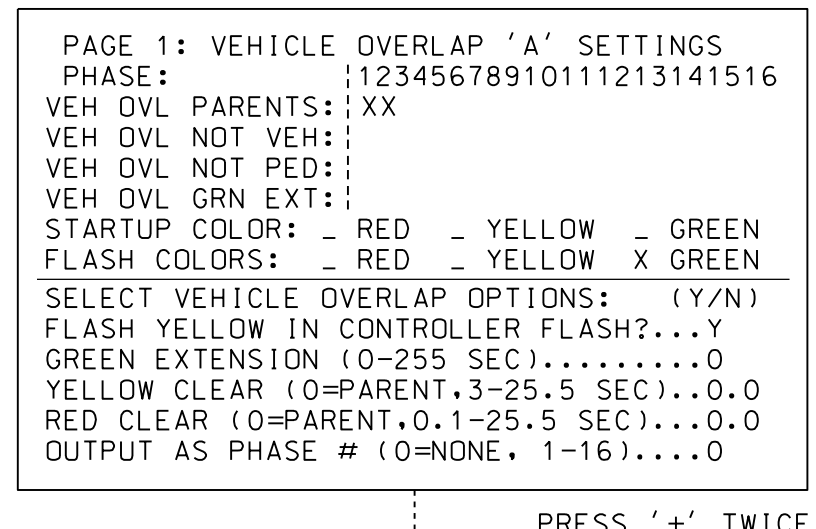 PAGE 1: VEHICLE OVERLAP 'A' SETTINGS
PHASE: 12345678910111213141516
VEH OVL PARENTS: XX
VEH OVL NOT VEH:
VEH OVL NOT PED:
VEH OVL GRN EXT:
STARTUP COLOR: _ RED _ YELLOW _ GREEN
FLASH COLORS: _ RED _ YELLOW X GREEN
SELECT VEHICLE OVERLAP OPTIONS: (Y/N)
FLASH YELLOW IN CONTROLLER FLASH?...Y
GREEN EXTENSION (0-255 SEC).........0
YELLOW CLEAR (0=PARENT,3-25.5 SEC)..0.0
RED CLEAR (0=PARENT,0.1-25.5 SEC)...0.0
OUTPUT AS PHASE # (0=NONE, 1-16)....0
PRESS '+' TWICE